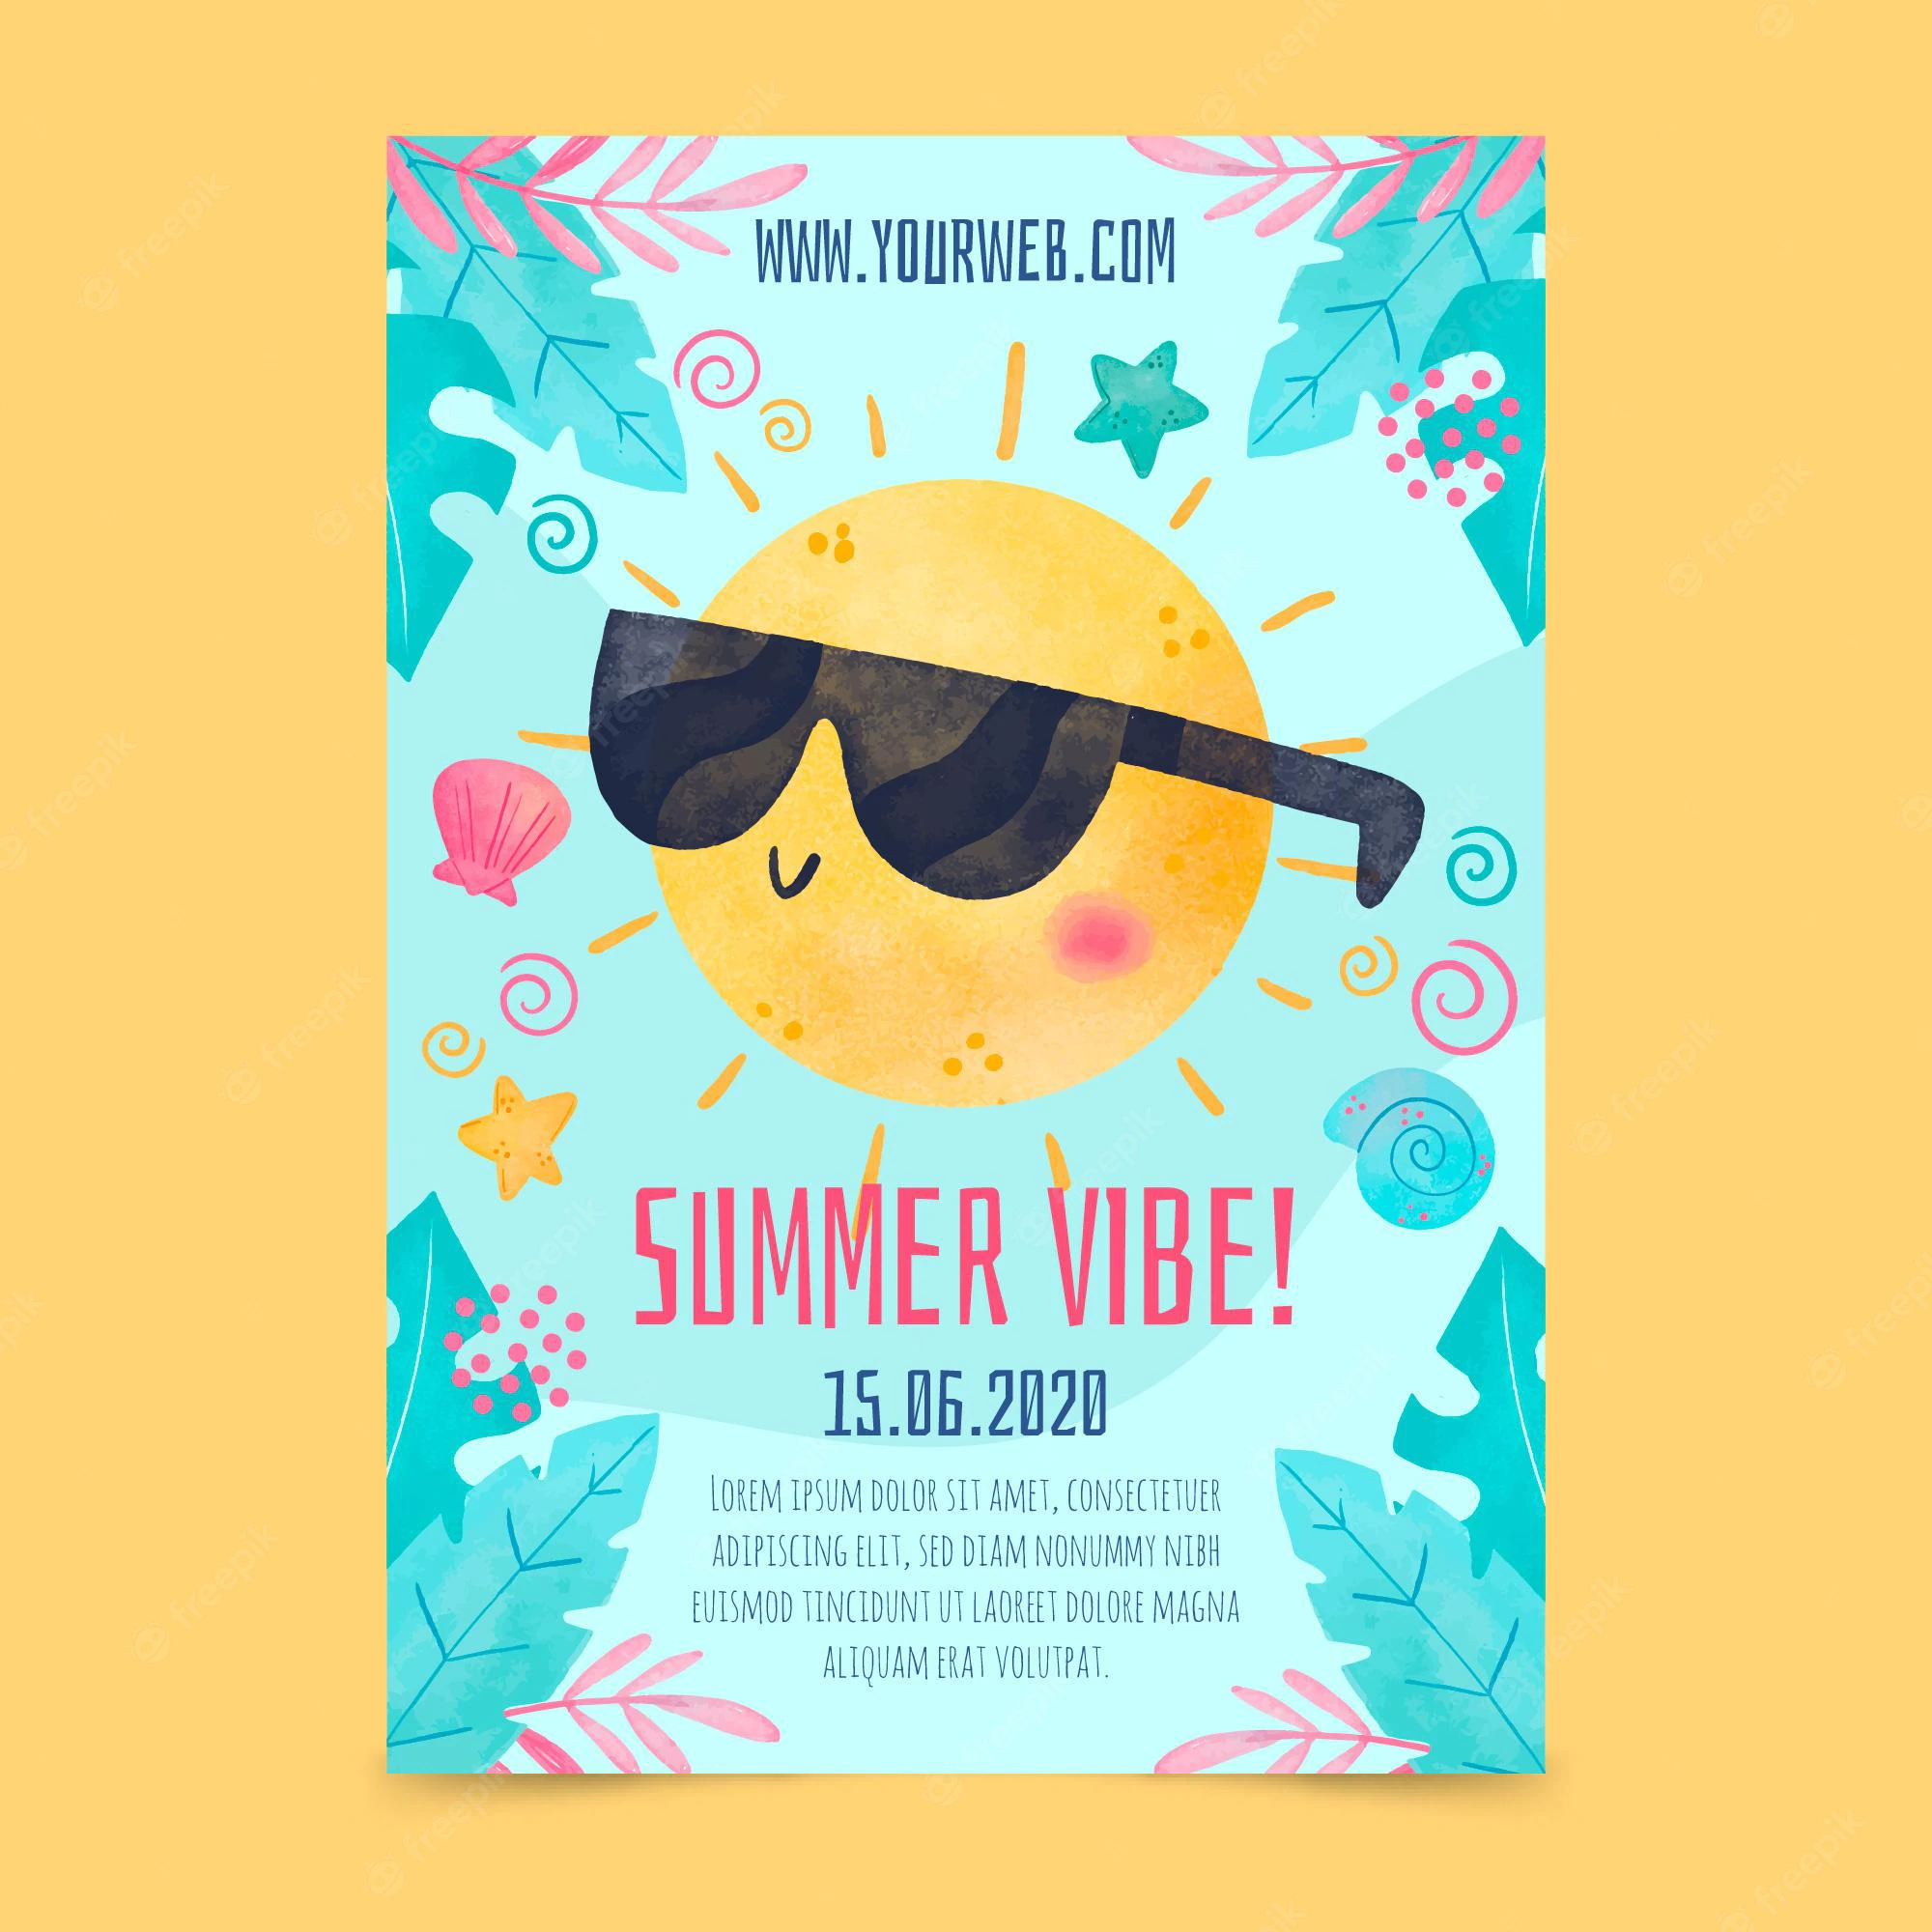 WWW.YOURWEB.COM
SUMMER VIBE!
15.06.2020
LOREM IPSUM DOLOR SIT AMET, CONSECTETUER
ADIPISCING ELIT, SED DIAM NONUMMY NIBH
EUISMOD TINCIDUNT UT LAOREET DOLORE MAGNA
ALIQUAM ERAT VOLUTPAT.
freepik